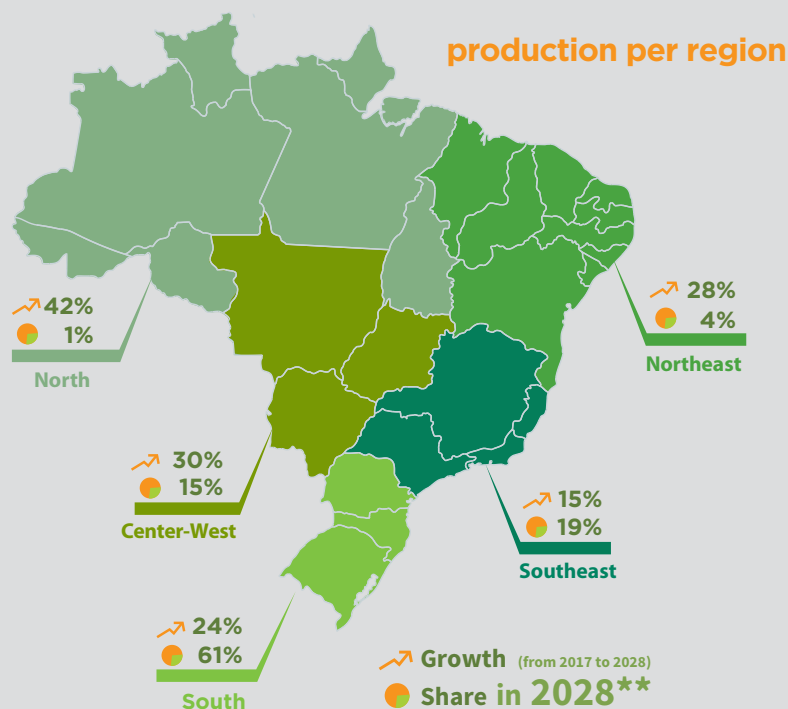 production per region
42%
1%
North
28%
4%
Northeast
30%
15%
Center-West
15%
19%
Southeast
24%
61%
South
Growth (from 2017 to 2028)
Share in 2028**